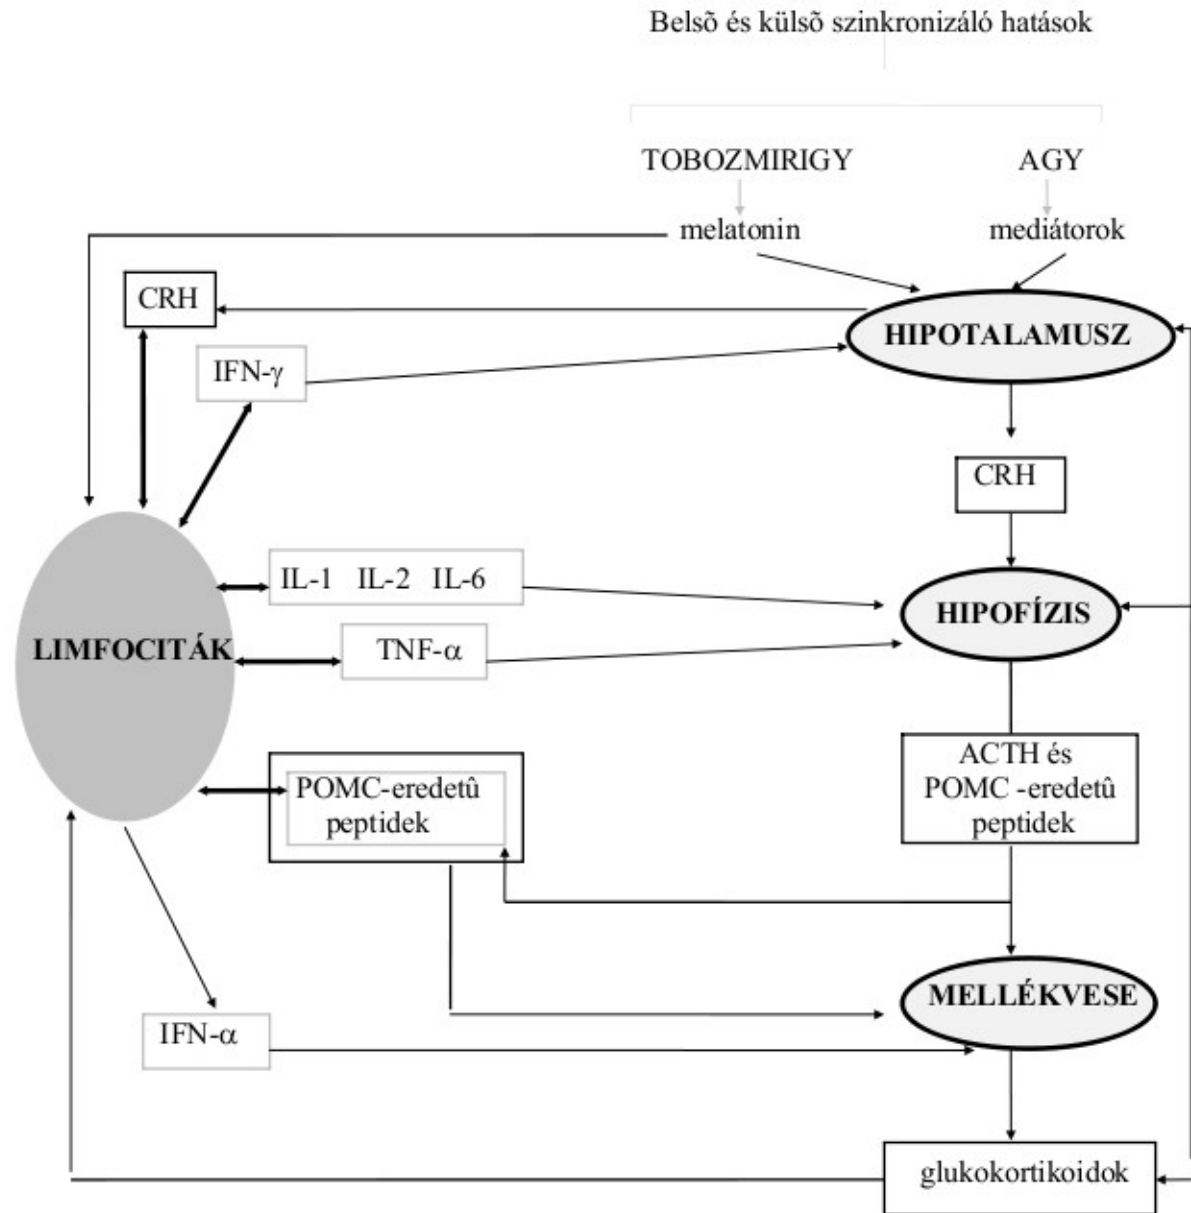 Belsõ és külsõ szinkronizáló hatások
TOBOZMIRIGY AGY
melatonin mediátorok
CRH
HIPOTALAMUSZ
IFN-γ
CRH
IL-1 IL-2 IL-6
HIPOFÍZIS
LIMFOCITÁK
TNF-α
ACTH és
POMC -eredetû
peptidek
POMC-eredetû
peptidek
MELLÉKVESE
IFN-α
glukokortikoidok